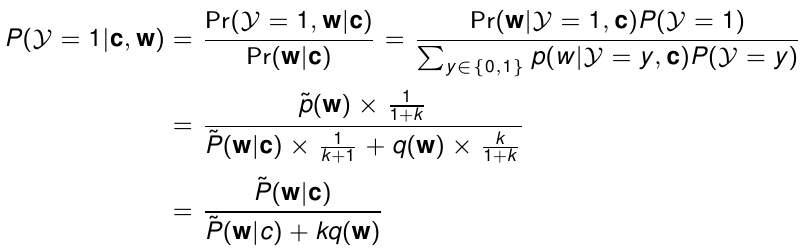 P(𝒴 = 1|c, w) = Pr(𝒴 = 1, w|c) / Pr(w|c) = Pr(w|𝒴 = 1, c)P(𝒴 = 1) / ∑_{y∈{0,1}} p(w|𝒴 = y, c)P(𝒴 = y)
= p̃(w) × 1/(1+k) / P̃(w|c) × 1/(k+1) + q(w) × k/(1+k)
= P̃(w|c) / P̃(w|c) + kq(w)